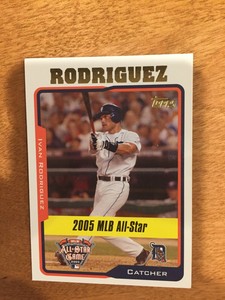 RODRIGUEZ
Topps
IVAN RODRIGUEZ
2005 MLB All-Star
ALL-STAR
GAME
CATCHER